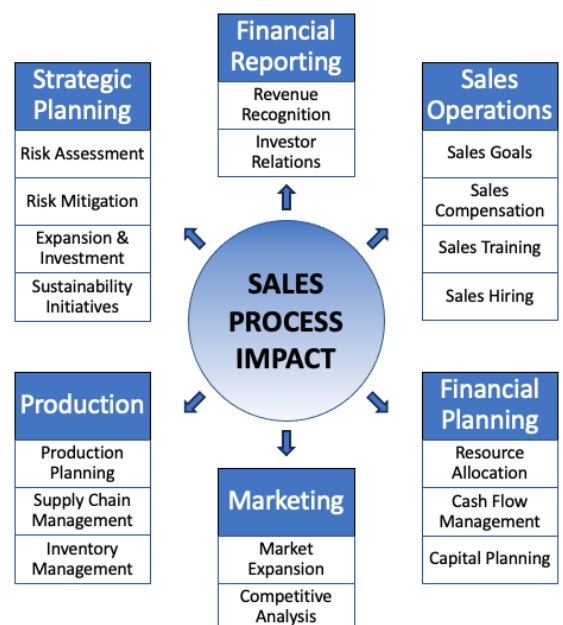 Financial
Reporting
Revenue
Recognition
Investor
Relations
Strategic
Planning
Risk Assessment
Risk Mitigation
Expansion &
Investment
Sustainability
Initiatives
Sales
Operations
Sales Goals
Sales
Compensation
Sales Training
Sales Hiring
SALES
PROCESS
IMPACT
Production
Production
Planning
Supply Chain
Management
Inventory
Management
Marketing
Market
Expansion
Competitive
Analysis
Financial
Planning
Resource
Allocation
Cash Flow
Management
Capital Planning